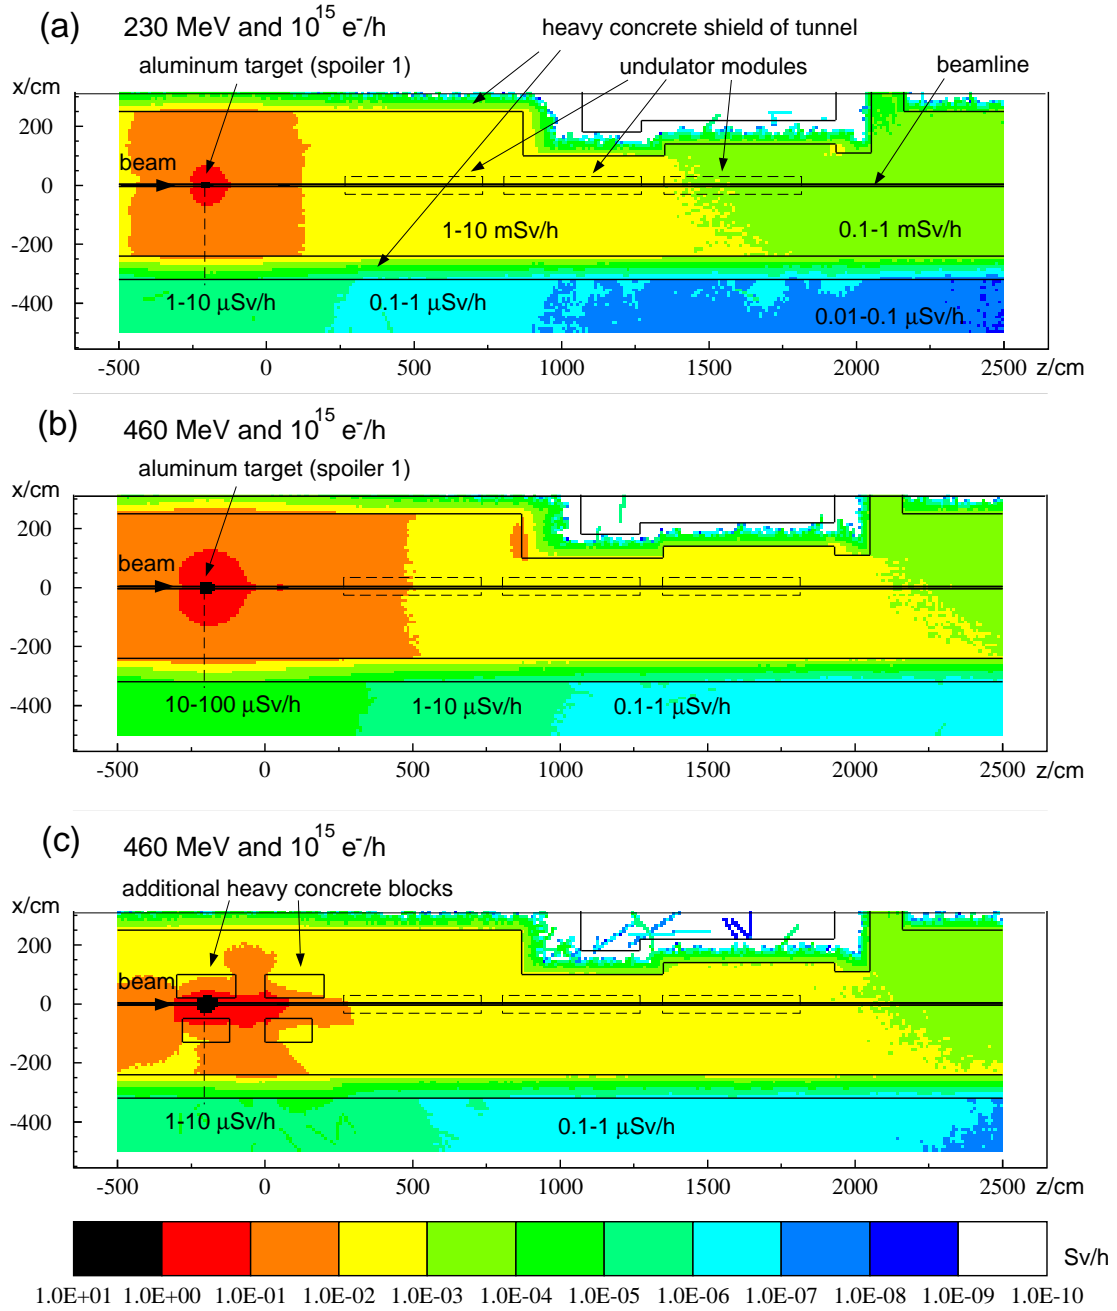 (a) 230 MeV and 10¹⁵ e⁻/h
heavy concrete shield of tunnel
aluminum target (spoiler 1)
undulator modules
beamline
x/cm
200
beam
0
1-10 mSv/h
0.1-1 mSv/h
-200
1-10 µSv/h
0.1-1 µSv/h
0.01-0.1 µSv/h
-400
-500 0 500 1000 1500 2000 2500 z/cm
(b) 460 MeV and 10¹⁵ e⁻/h
aluminum target (spoiler 1)
x/cm
200
beam
0
-200
10-100 µSv/h
1-10 µSv/h
0.1-1 µSv/h
-400
-500 0 500 1000 1500 2000 2500 z/cm
(c) 460 MeV and 10¹⁵ e⁻/h
additional heavy concrete blocks
x/cm
200
beam
0
-200
1-10 µSv/h
0.1-1 µSv/h
-400
-500 0 500 1000 1500 2000 2500 z/cm
Sv/h
1.0E+01 1.0E+00 1.0E-01 1.0E-02 1.0E-03 1.0E-04 1.0E-05 1.0E-06 1.0E-07 1.0E-08 1.0E-09 1.0E-10